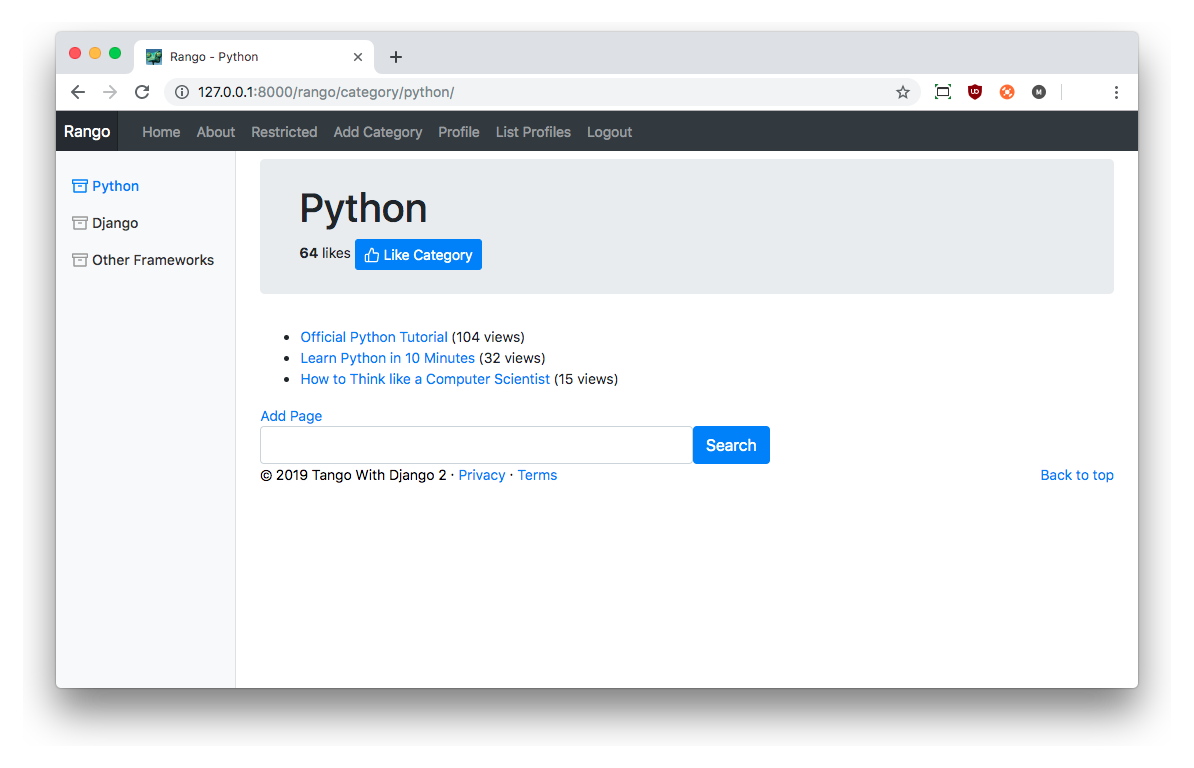 Rango - Python
127.0.0.1:8000/rango/category/python/
UD
M
Rango Home About Restricted Add Category Profile List Profiles Logout
Python
Django
Other Frameworks
Python
64 likes Like Category
Official Python Tutorial (104 views)
Learn Python in 10 Minutes (32 views)
How to Think like a Computer Scientist (15 views)
Add Page
Search
© 2019 Tango With Django 2 · Privacy · Terms Back to top